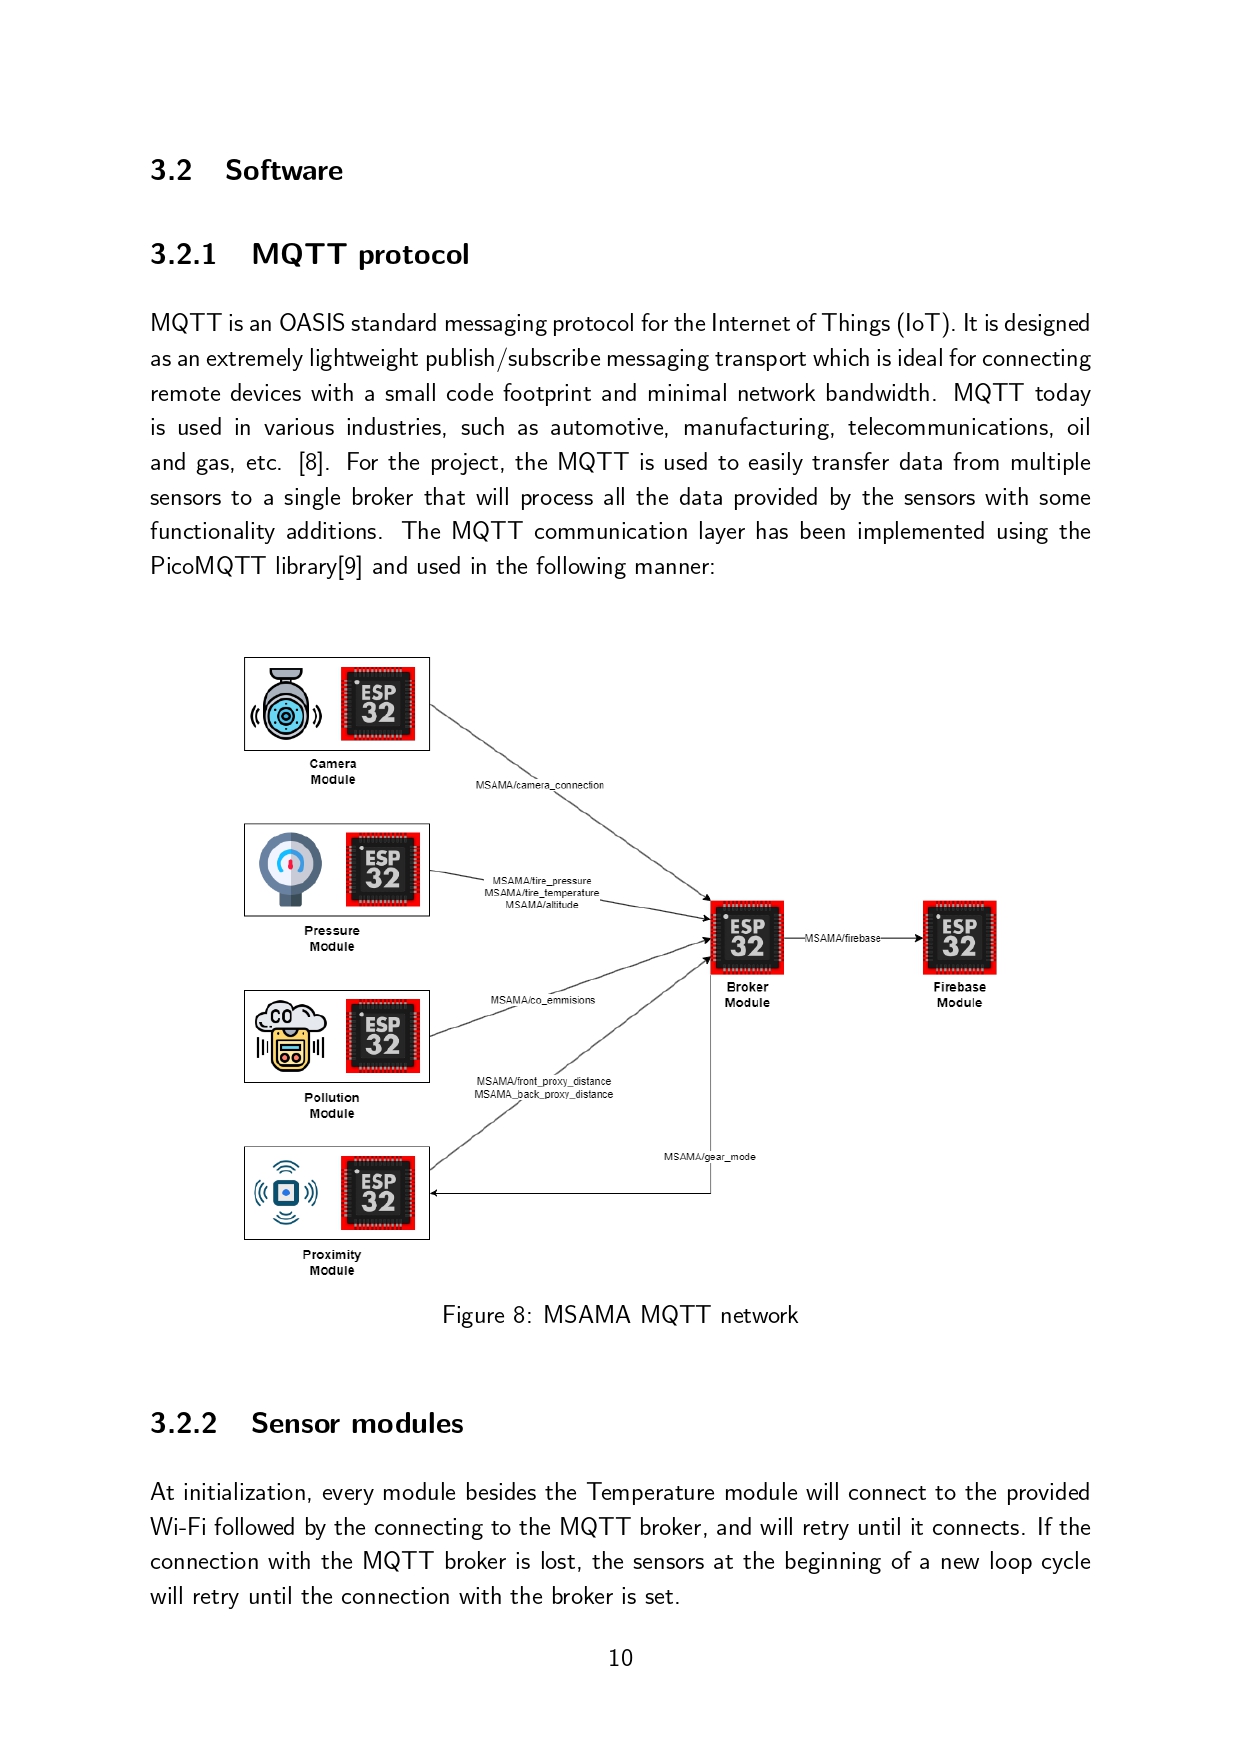 3.2 Software
3.2.1 MQTT protocol
MQTT is an OASIS standard messaging protocol for the Internet of Things (IoT). It is designed
as an extremely lightweight publish/subscribe messaging transport which is ideal for connecting
remote devices with a small code footprint and minimal network bandwidth. MQTT today
is used in various industries, such as automotive, manufacturing, telecommunications, oil
and gas, etc. [8]. For the project, the MQTT is used to easily transfer data from multiple
sensors to a single broker that will process all the data provided by the sensors with some
functionality additions. The MQTT communication layer has been implemented using the
PicoMQTT library[9] and used in the following manner:
ESP
32
Camera
Module
MSAMA/camera_connection
ESP
32
Pressure
Module
MSAMA/tire_pressure
MSAMA/tire_temperature
MSAMA/altitude
ESP
32
Broker
Module
MSAMA/firebase
ESP
32
Firebase
Module
CO
ESP
32
Pollution
Module
MSAMA/co_emmisions
MSAMA/front_proxy_distance
MSAMA_back_proxy_distance
MSAMA/gear_mode
ESP
32
Proximity
Module
Figure 8: MSAMA MQTT network
3.2.2 Sensor modules
At initialization, every module besides the Temperature module will connect to the provided
Wi-Fi followed by the connecting to the MQTT broker, and will retry until it connects. If the
connection with the MQTT broker is lost, the sensors at the beginning of a new loop cycle
will retry until the connection with the broker is set.
10